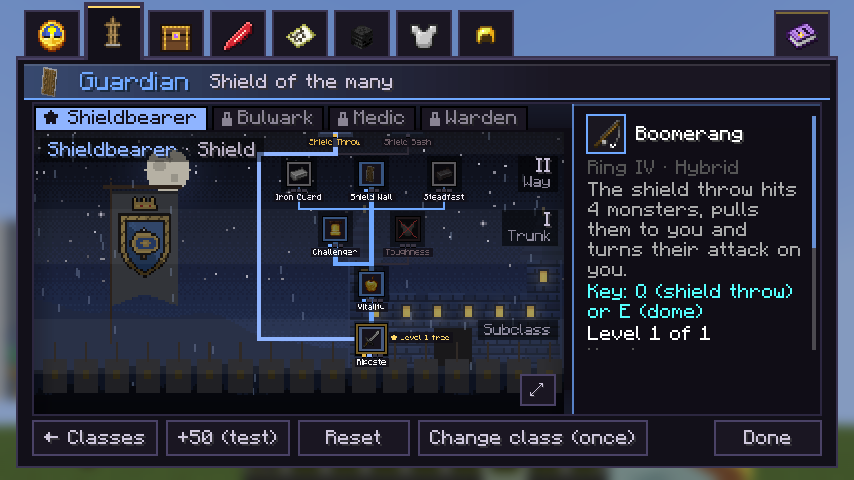 Guardian Shield of the many
Shieldbearer
Bulwark
Medic
Warden
Shieldbearer · Shield
Shield Throw
Shield Bash
II
Way
Iron Guard
Shield Wall
Steadfast
I
Trunk
Challenger
Toughness
Vitality
Subclass
Level 1 free
Boomerang
Ring IV · Hybrid
The shield throw hits
4 monsters, pulls
them to you and
turns their attack on
you.
Key: Q (shield throw)
or E (dome)
Level 1 of 1
← Classes
+50 (test)
Reset
Change class (once)
Done